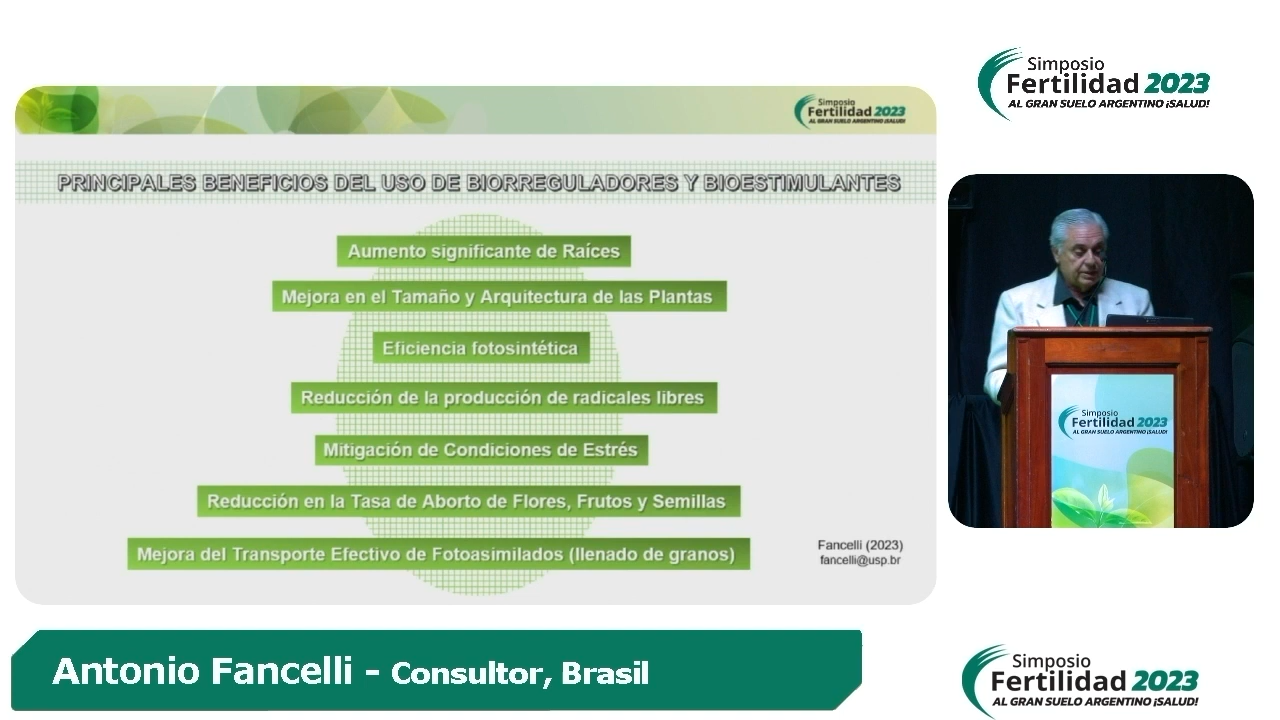 Simposio
Fertilidad 2023
AL GRAN SUELO ARGENTINO ¡SALUD!
Simposio
Fertilidad 2023
AL GRAN SUELO ARGENTINO ¡SALUD!
PRINCIPALES BENEFICIOS DEL USO DE BIORREGULADORES Y BIOESTIMULANTES
Aumento significante de Raíces
Mejora en el Tamaño y Arquitectura de las Plantas
Eficiencia fotosintética
Reducción de la producción de radicales libres
Mitigación de Condiciones de Estrés
Reducción en la Tasa de Aborto de Flores, Frutos y Semillas
Mejora del Transporte Efectivo de Fotoasimilados (llenado de granos)
Fancelli (2023)
fancelli@usp.br
Simposio
Fertilidad 2023
AL GRAN SUELO ARGENTINO ¡SALUD!
Antonio Fancelli - Consultor, Brasil
Simposio
Fertilidad 2023
AL GRAN SUELO ARGENTINO ¡SALUD!